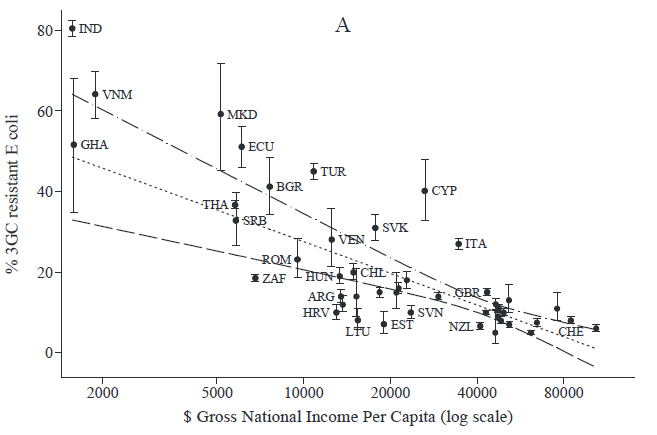 A
IND
VNM
MKD
GHA
ECU
TUR
BGR
CYP
THA
SRB
SVK
VEN
ITA
ROM
ZAF
HUN
CHL
ARG
GBR
HRV
SVN
LTU
EST
NZL
CHE
80
60
40
20
0
% 3GC resistant E coli
2000 5000 10000 20000 40000 80000
$ Gross National Income Per Capita (log scale)